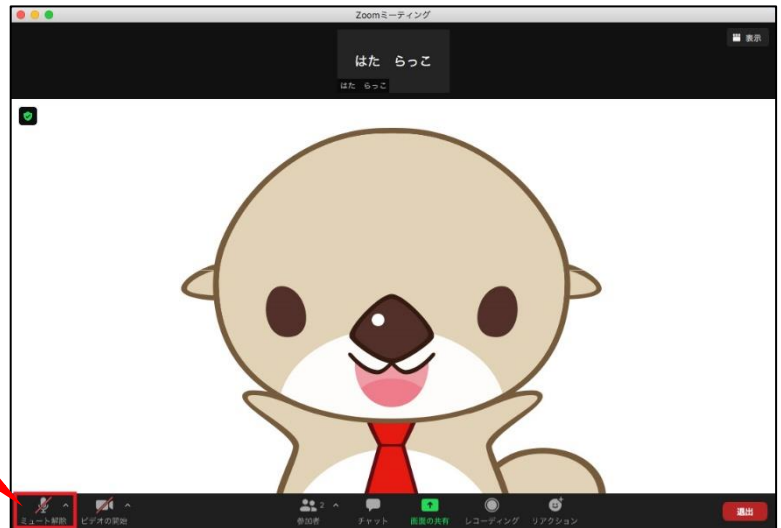 Zoomミーティング
表示
はた　らっこ
はた　らっこ
ミュート解除
ビデオの開始
参加者
2
チャット
画面の共有
レコーディング
リアクション
退出